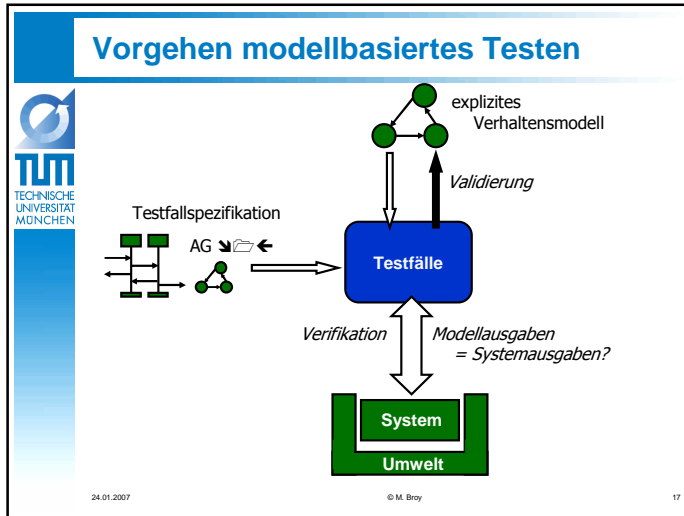 Vorgehen modellbasiertes Testen
explizites
Verhaltensmodell
TUM
TECHNISCHE
UNIVERSITÄT
MÜNCHEN
Validierung
Testfallspezifikation
AG
Testfälle
Verifikation
Modellausgaben
= Systemausgaben?
System
Umwelt
24.01.2007
© M. Broy
17